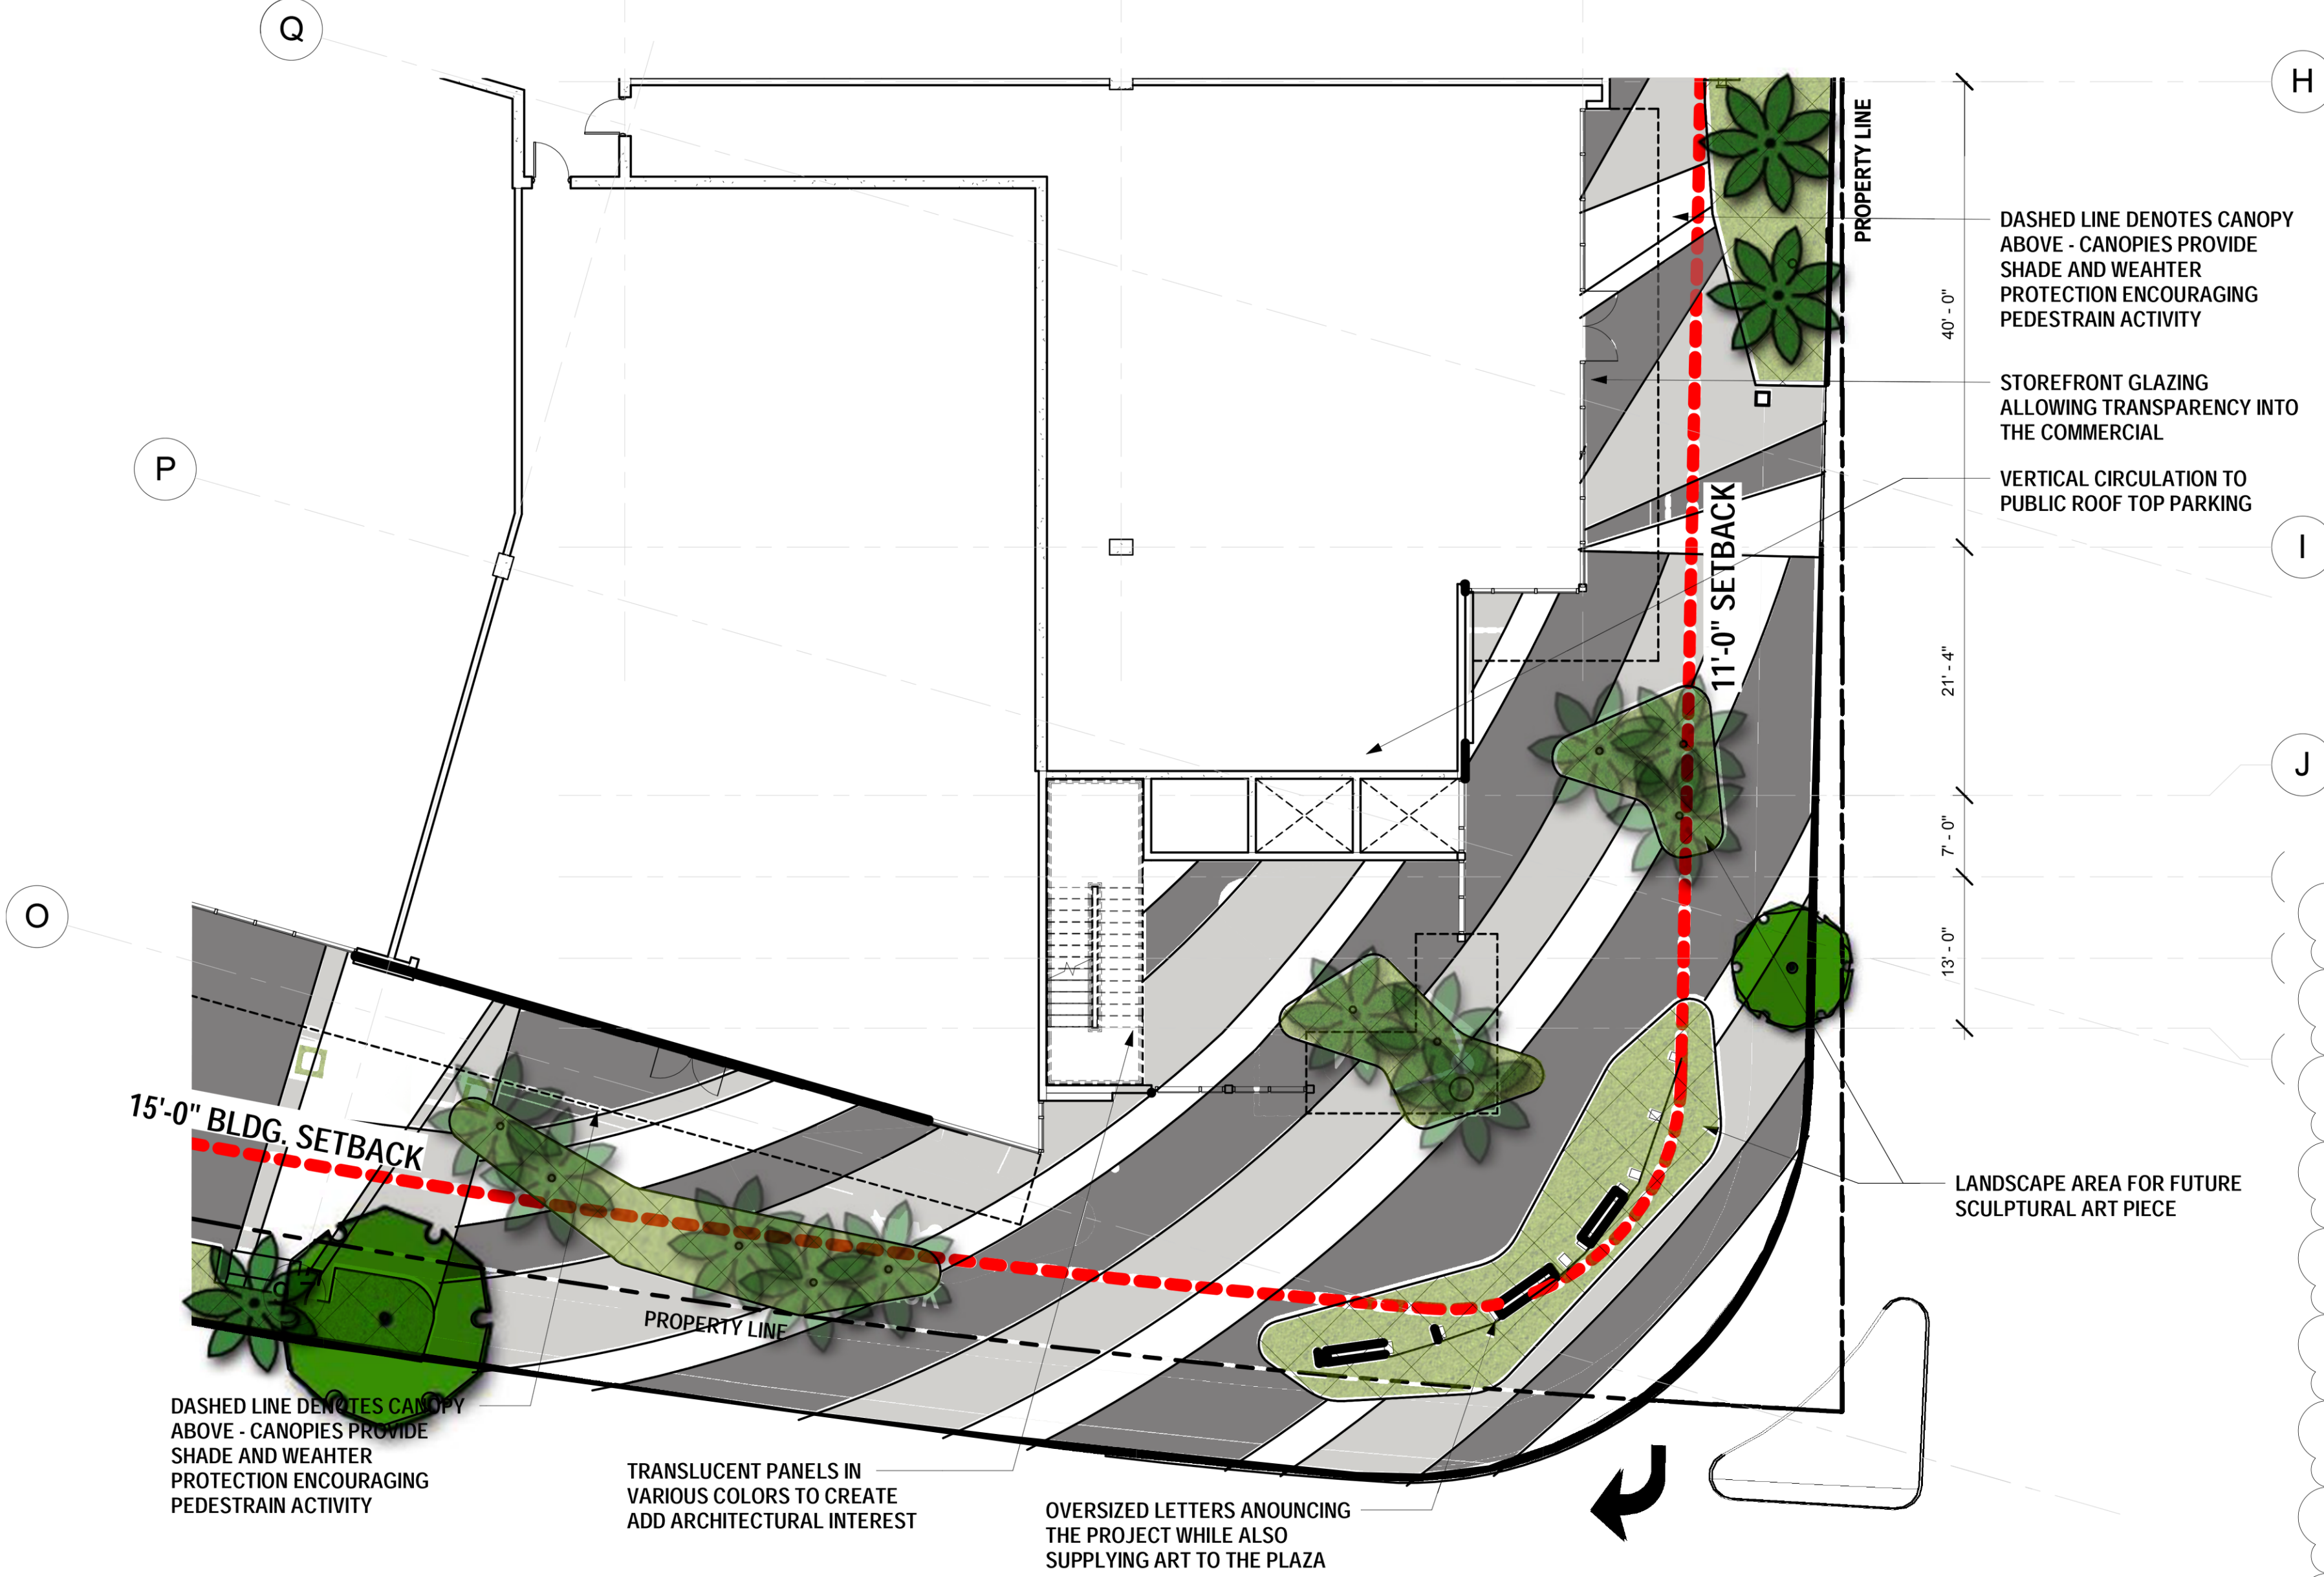 Q
H
PROPERTY LINE
DASHED LINE DENOTES CANOPY
ABOVE - CANOPIES PROVIDE
SHADE AND WEAHTER
PROTECTION ENCOURAGING
PEDESTRAIN ACTIVITY
40' - 0"
STOREFRONT GLAZING
ALLOWING TRANSPARENCY INTO
THE COMMERCIAL
P
VERTICAL CIRCULATION TO
PUBLIC ROOF TOP PARKING
11'-0" SETBACK
I
21' - 4"
J
7' - 0"
O
13' - 0"
15'-0" BLDG. SETBACK
LANDSCAPE AREA FOR FUTURE
SCULPTURAL ART PIECE
PROPERTY LINE
DASHED LINE DENOTES CANOPY
ABOVE - CANOPIES PROVIDE
SHADE AND WEAHTER
PROTECTION ENCOURAGING
PEDESTRAIN ACTIVITY
TRANSLUCENT PANELS IN
VARIOUS COLORS TO CREATE
ADD ARCHITECTURAL INTEREST
OVERSIZED LETTERS ANOUNCING
THE PROJECT WHILE ALSO
SUPPLYING ART TO THE PLAZA